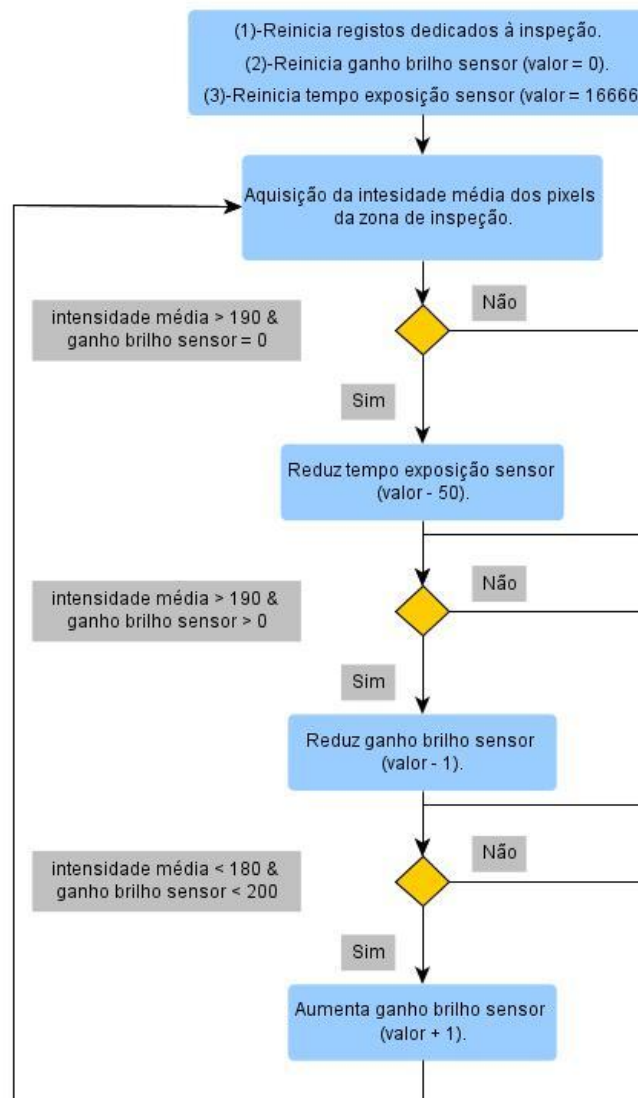 (1)-Reinicia registos dedicados à inspeção.
(2)-Reinicia ganho brilho sensor (valor = 0).
(3)-Reinicia tempo exposição sensor (valor = 16666
Aquisição da intesidade média dos pixels
da zona de inspeção.
Não
intensidade média > 190 &
ganho brilho sensor = 0
Sim
Reduz tempo exposição sensor
(valor - 50).
Não
intensidade média > 190 &
ganho brilho sensor > 0
Sim
Reduz ganho brilho sensor
(valor - 1).
Não
intensidade média < 180 &
ganho brilho sensor < 200
Sim
Aumenta ganho brilho sensor
(valor + 1).